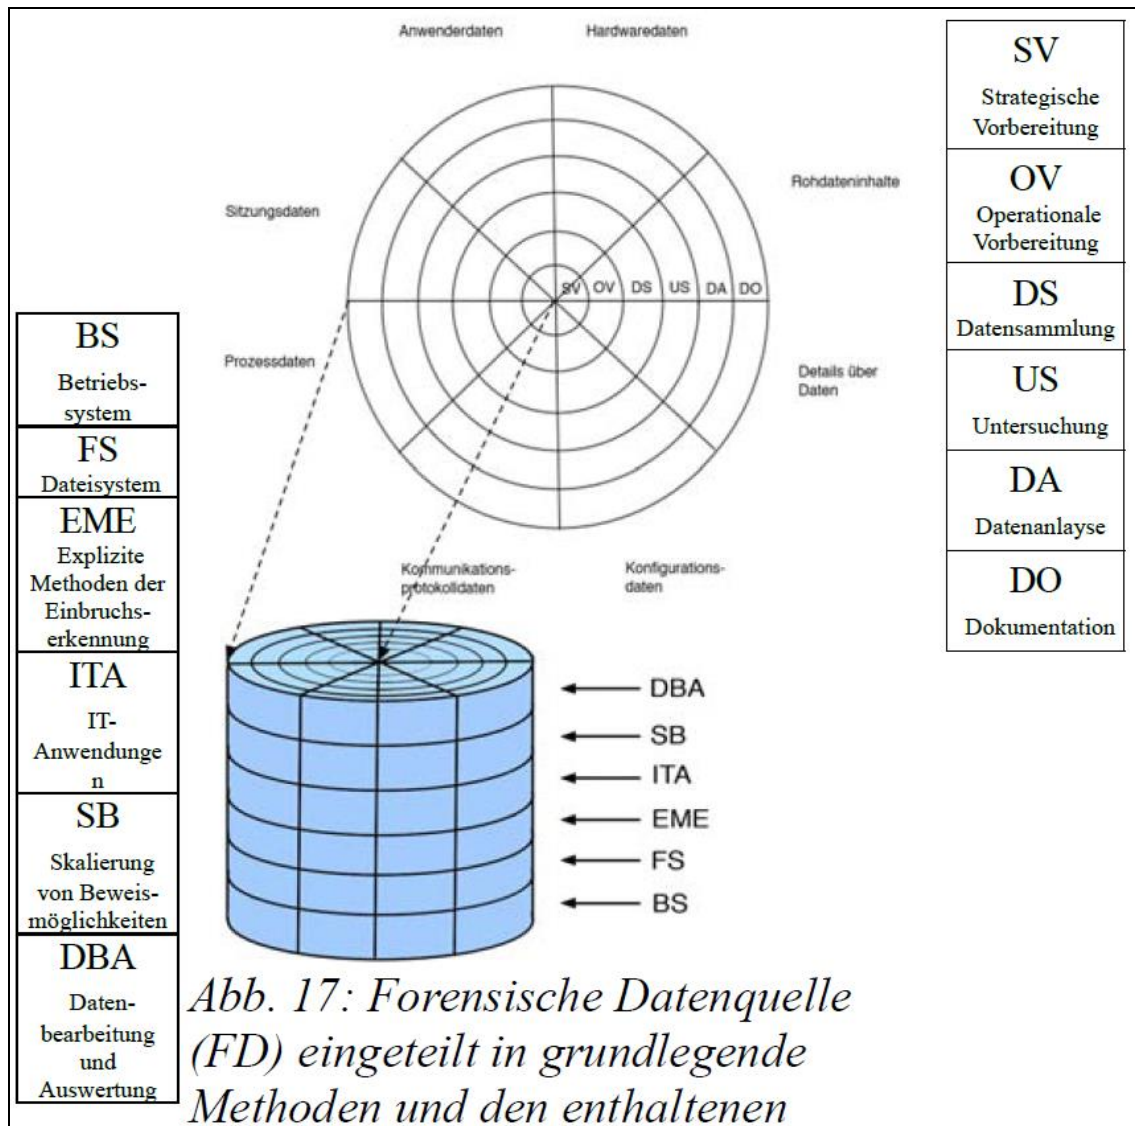 Anwenderdaten
Hardwaredaten
Sitzungsdaten
Rohdateninhalte
SV OV DS US DA DO
Prozessdaten
Details über
Daten
Kommunikations-
protokolldaten
Konfigurations-
daten
SV
Strategische
Vorbereitung
OV
Operationale
Vorbereitung
DS
Datensammlung
US
Untersuchung
DA
Datenanlayse
DO
Dokumentation
BS
Betriebs-
system
FS
Dateisystem
EME
Explizite
Methoden der
Einbruchs-
erkennung
ITA
IT-
Anwendunge
n
SB
Skalierung
von Beweis-
möglichkeiten
DBA
Daten-
bearbeitung
und
Auswertung
DBA
SB
ITA
EME
FS
BS
Abb. 17: Forensische Datenquelle
(FD) eingeteilt in grundlegende
Methoden und den enthaltenen